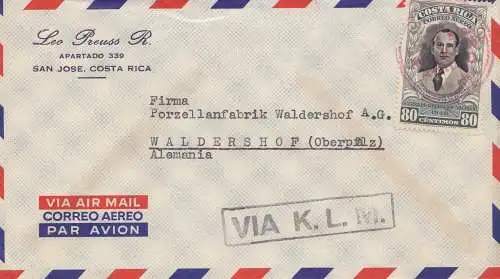 Leo Preuss R.
APARTADO 339
SAN JOSE, COSTA RICA
COSTA RICA
CORREO AEREO
80 CENTIMOS 80
Firma
Porzellanfabrik Waldershof A.G.
WALDERSHOF (Oberpfalz)
Alemania
VIA AIR MAIL
CORREO AEREO
PAR AVION
VIA K. L. M.